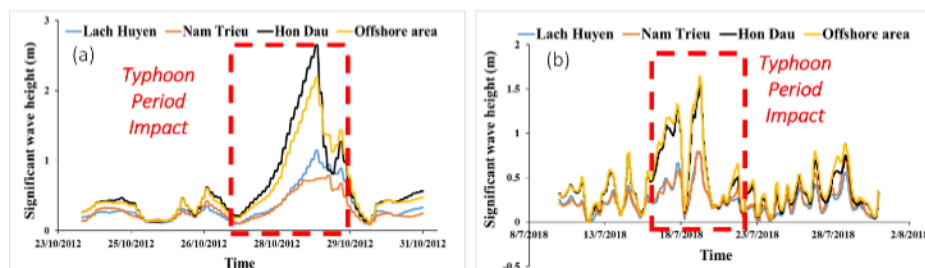 Lach Huyen Nam Trieu Hon Dau Offshore area
(a)
Typhoon
Period
Impact
Significant wave height (m)
3
2
1
0
23/10/2012 25/10/2012 26/10/2012 28/10/2012 29/10/2012 31/10/2012
Time
Lach Huyen Nam Trieu Hon Dau Offshore area
(b)
Typhoon
Period
Impact
Significant wave height (m)
2
1.5
1
0.5
0
-0.5
8/7/2018 13/7/2018 18/7/2018 23/7/2018 28/7/2018 2/8/2018
Time